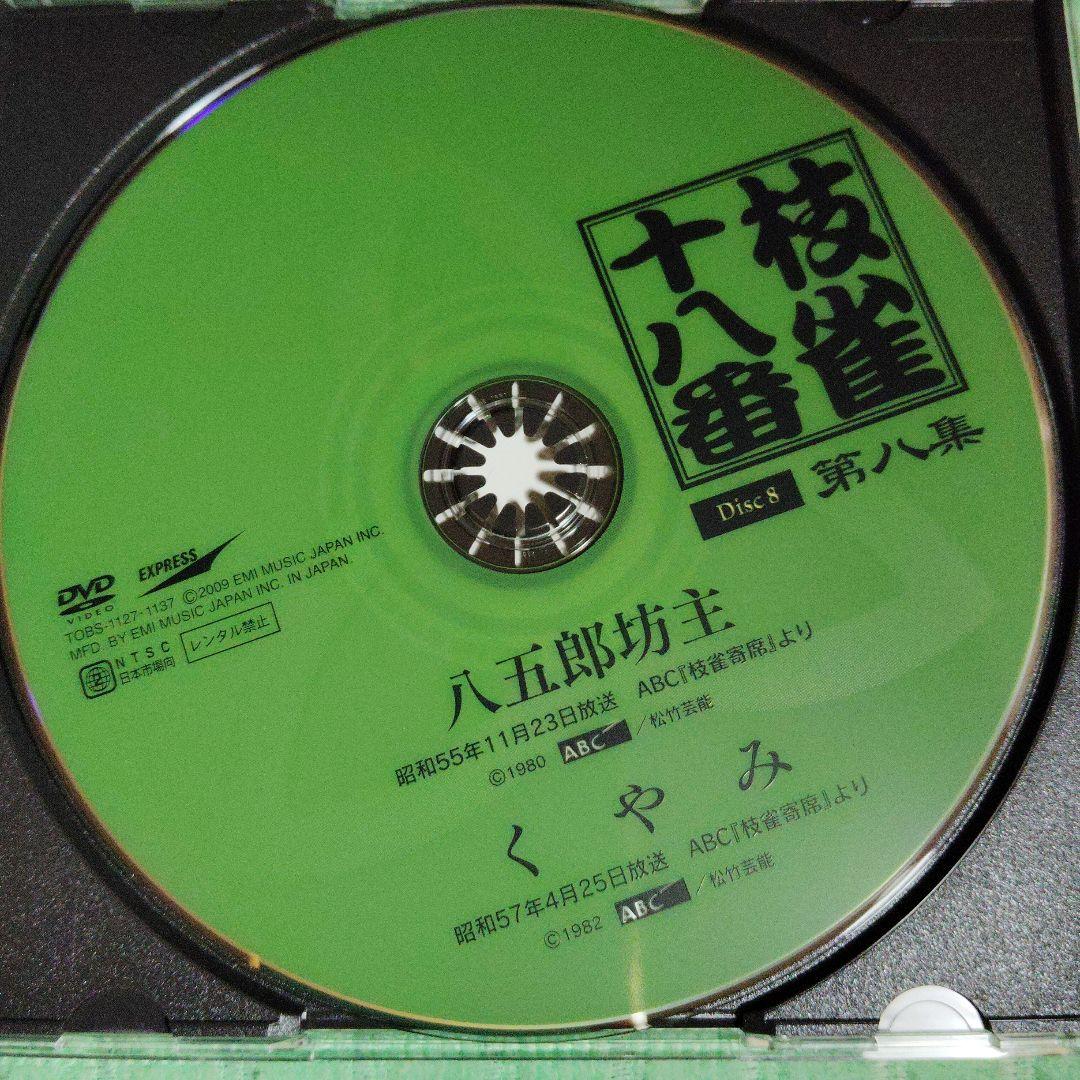 枝雀
十八番
Disc 8 第八集
DVD
VIDEO
EXPRESS
TOBS-1127-1137 ©2009 EMI MUSIC JAPAN INC.
MFD. BY EMI MUSIC JAPAN INC. IN JAPAN.
2 NTSC
日本市場向
レンタル禁止
八五郎坊主
昭和55年11月23日放送 ABC『枝雀寄席』より
©1980 ABC/松竹芸能
くやみ
昭和57年4月25日放送 ABC『枝雀寄席』より
©1982 ABC/松竹芸能